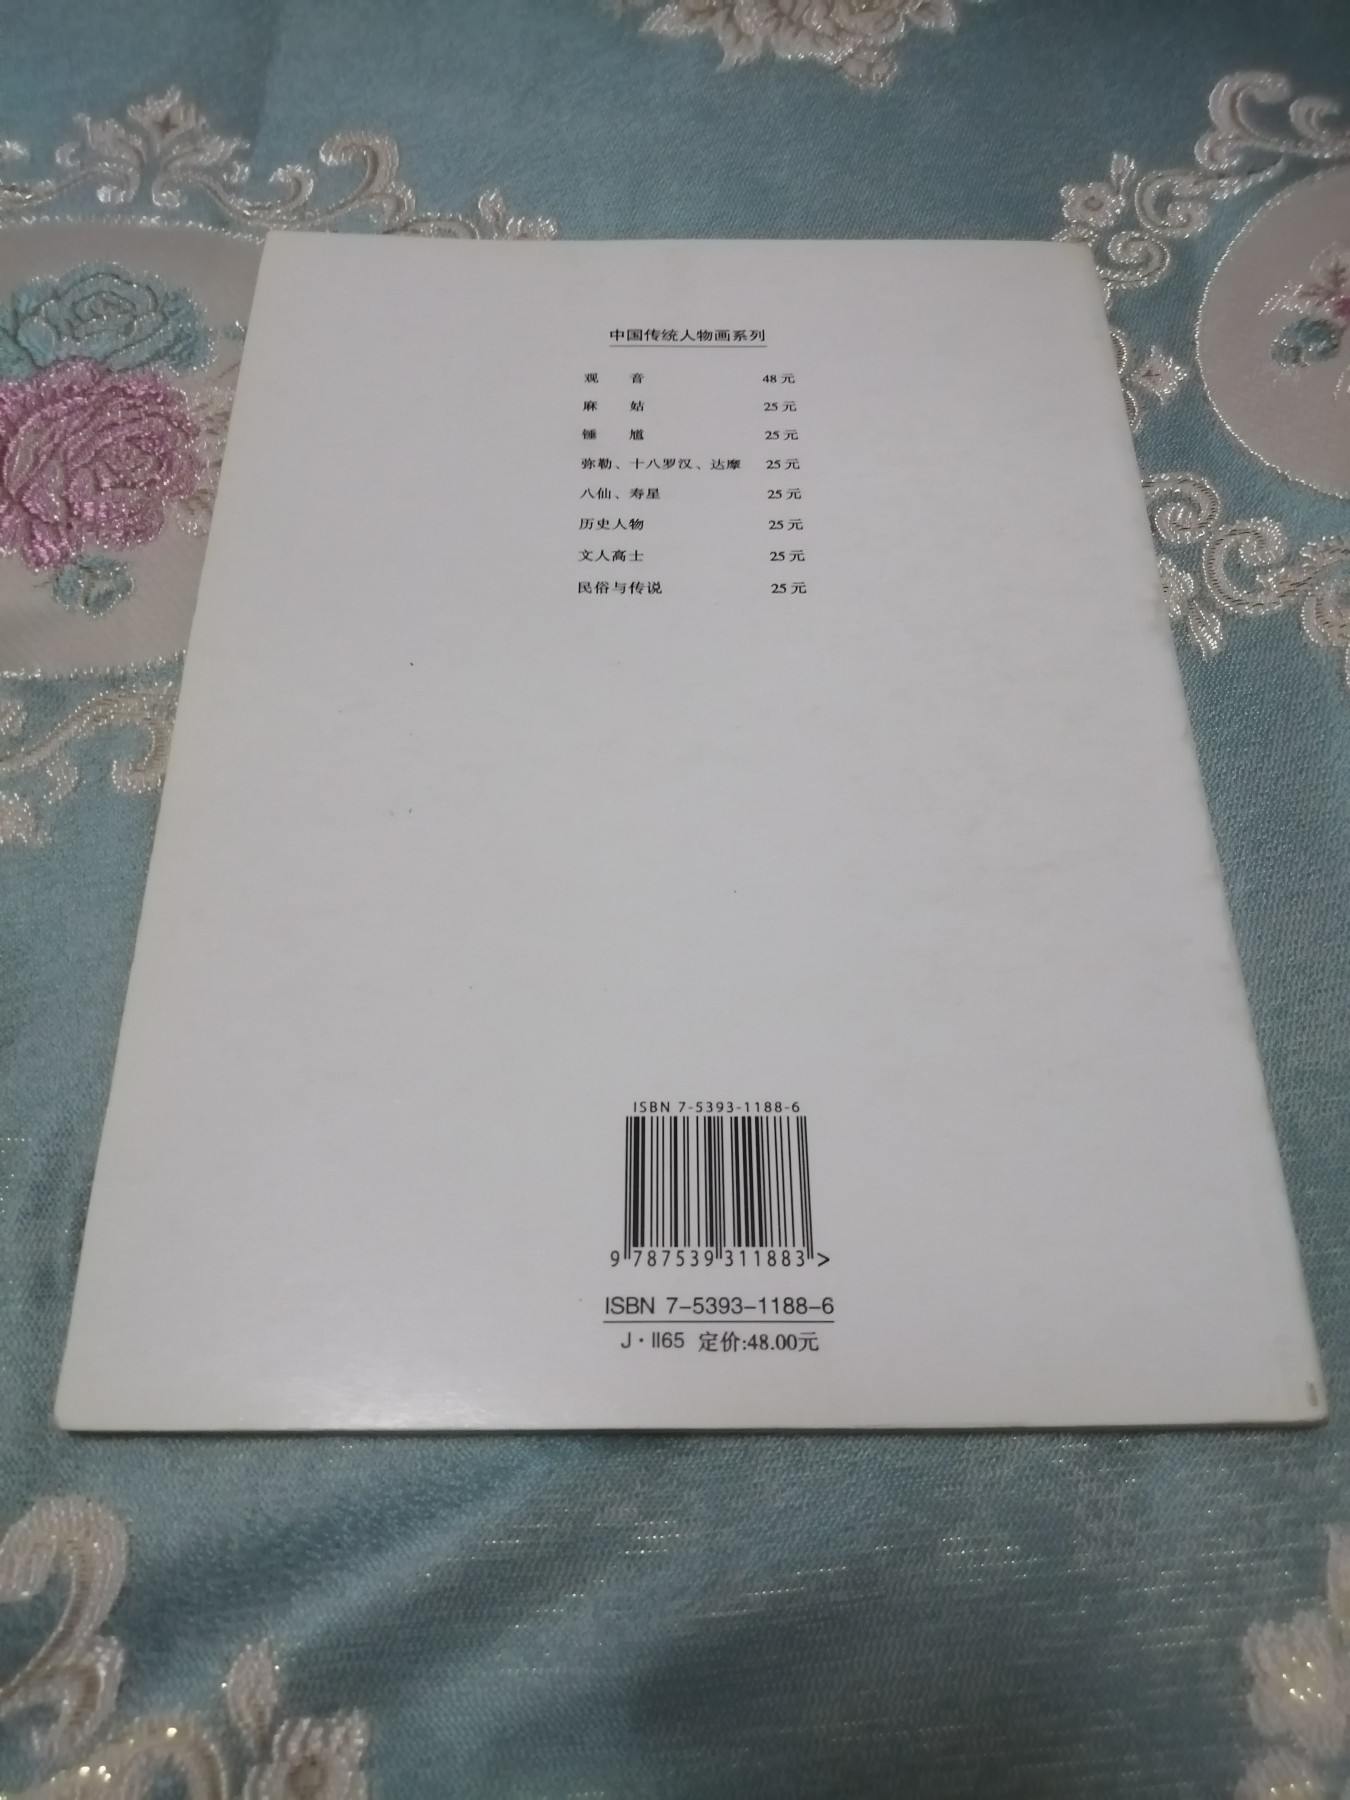 中国传统人物画系列
观 音 48元
麻 姑 25元
锺 馗 25元
弥勒、十八罗汉、达摩 25元
八仙、寿星 25元
历史人物 25元
文人高士 25元
民俗与传说 25元
ISBN 7-5393-1188-6
9 787539 311883 >
ISBN 7-5393-1188-6
J·1165 定价:48.00元